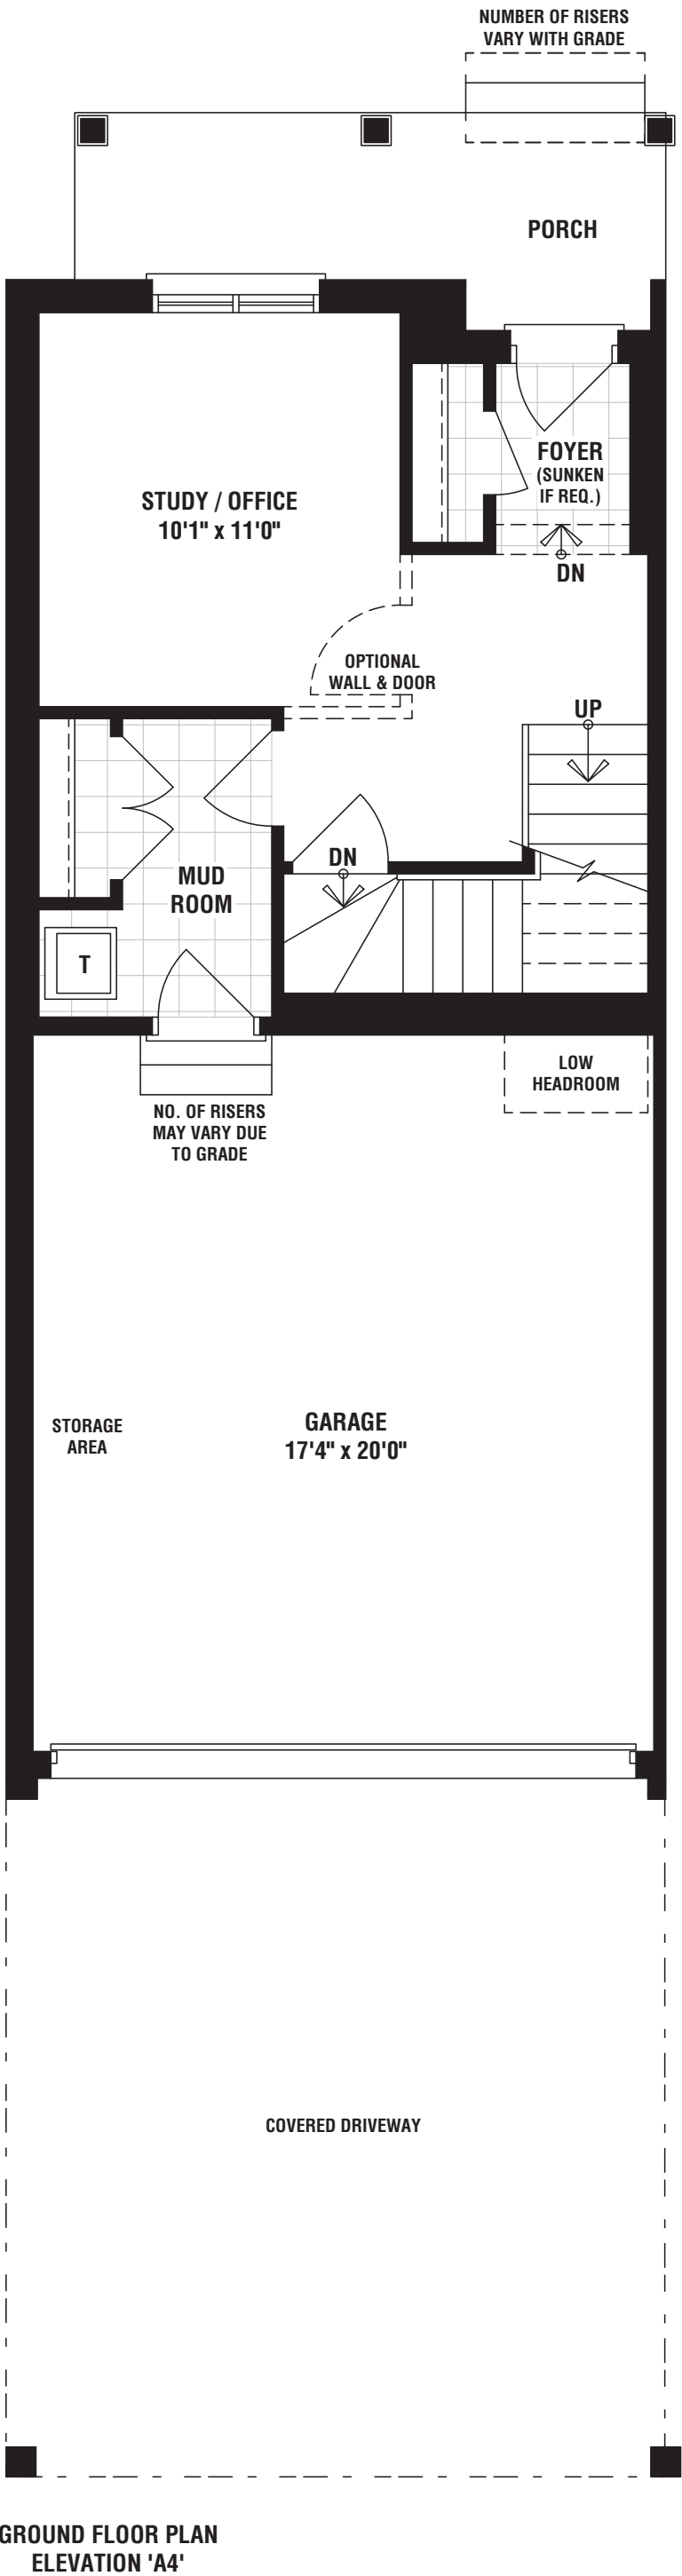 NUMBER OF RISERS
VARY WITH GRADE
PORCH
FOYER
(SUNKEN
IF REQ.)
STUDY / OFFICE
10'1" x 11'0"
DN
OPTIONAL
WALL & DOOR
UP
DN
MUD
ROOM
T
LOW
HEADROOM
NO. OF RISERS
MAY VARY DUE
TO GRADE
STORAGE
AREA
GARAGE
17'4" x 20'0"
COVERED DRIVEWAY
GROUND FLOOR PLAN
ELEVATION 'A4'